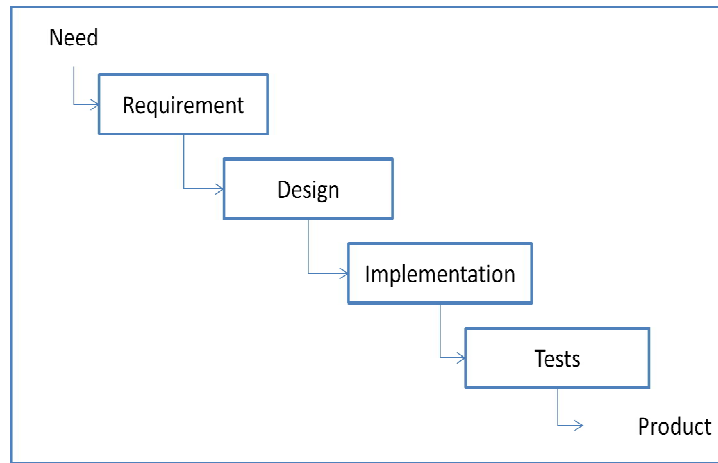 Need
Requirement
Design
Implementation
Tests
Product